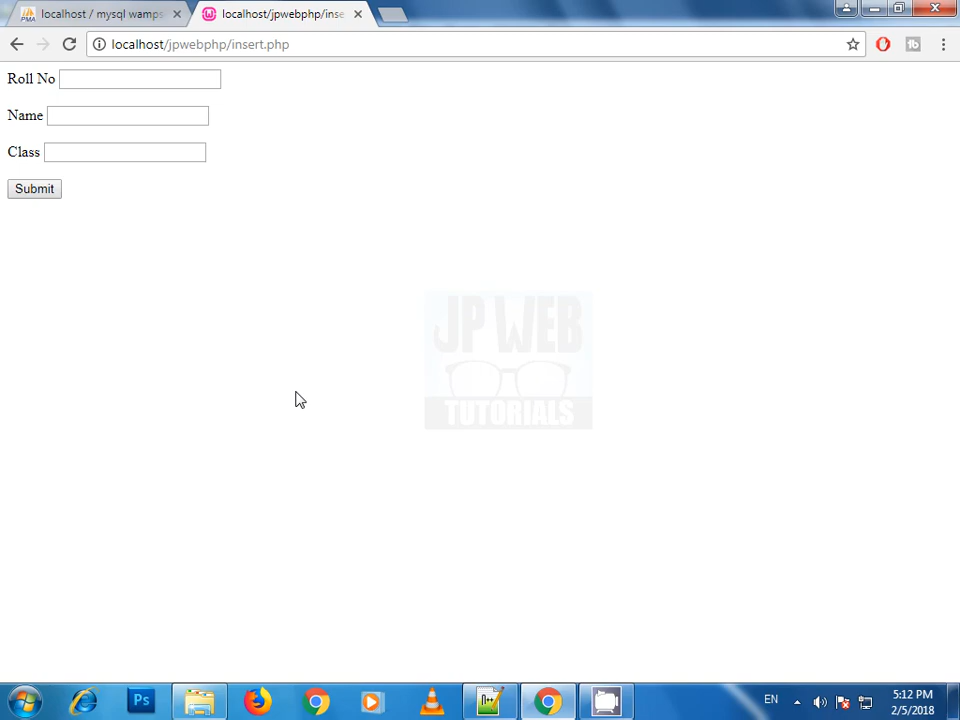 localhost / mysql wamps
localhost/jpwebphp/inse
localhost/jpwebphp/insert.php
Roll No
Name
Class
Submit
JP WEB
TUTORIALS
Ps
EN
5:12 PM
2/5/2018